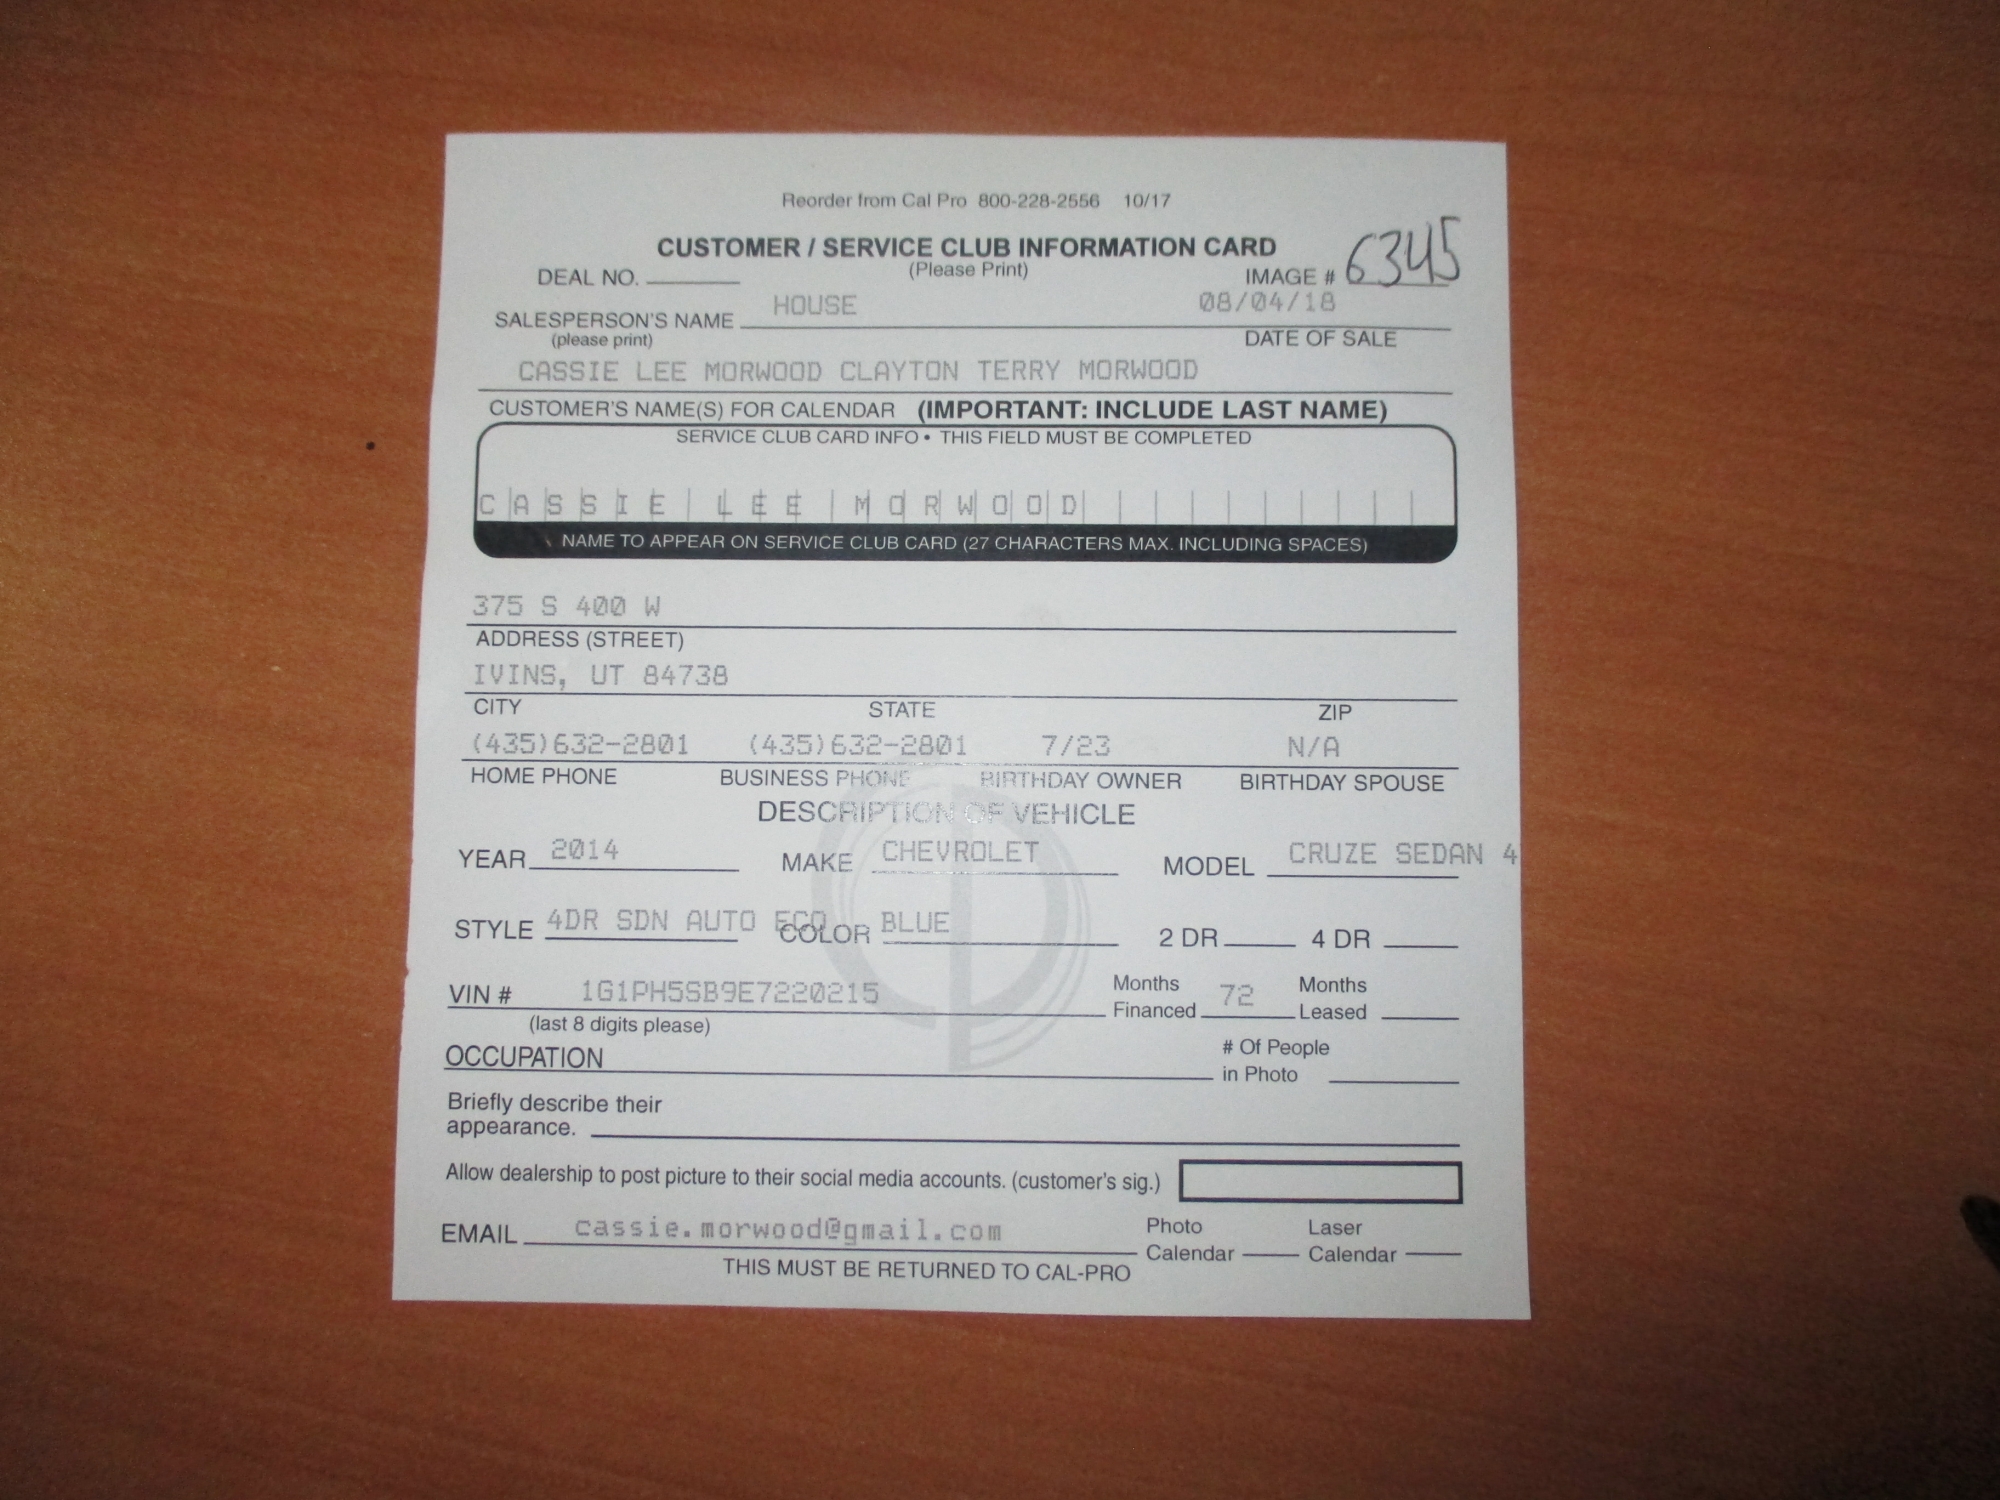 Reorder from Cal Pro 800-228-2556 10/17
CUSTOMER / SERVICE CLUB INFORMATION CARD
(Please Print)
DEAL NO. IMAGE # 6345
HOUSE 08/04/18
SALESPERSON'S NAME DATE OF SALE
(please print)
CASSIE LEE MORWOOD CLAYTON TERRY MORWOOD
CUSTOMER'S NAME(S) FOR CALENDAR (IMPORTANT: INCLUDE LAST NAME)
SERVICE CLUB CARD INFO • THIS FIELD MUST BE COMPLETED
CASSIE LEE MORWOOD
NAME TO APPEAR ON SERVICE CLUB CARD (27 CHARACTERS MAX. INCLUDING SPACES)
375 S 400 W
ADDRESS (STREET)
IVINS, UT 84738
CITY STATE ZIP
(435)632-2801 (435)632-2801 7/23 N/A
HOME PHONE BUSINESS PHONE BIRTHDAY OWNER BIRTHDAY SPOUSE
DESCRIPTION OF VEHICLE
YEAR 2014 MAKE CHEVROLET MODEL CRUZE SEDAN 4
STYLE 4DR SDN AUTO ECO COLOR BLUE 2 DR 4 DR
VIN # 1G1PH5SB9E7220215 Months Financed 72 Months Leased
(last 8 digits please)
OCCUPATION # Of People in Photo
Briefly describe their
appearance.
Allow dealership to post picture to their social media accounts. (customer's sig.)
EMAIL cassie.morwood@gmail.com Photo Calendar Laser Calendar
THIS MUST BE RETURNED TO CAL-PRO